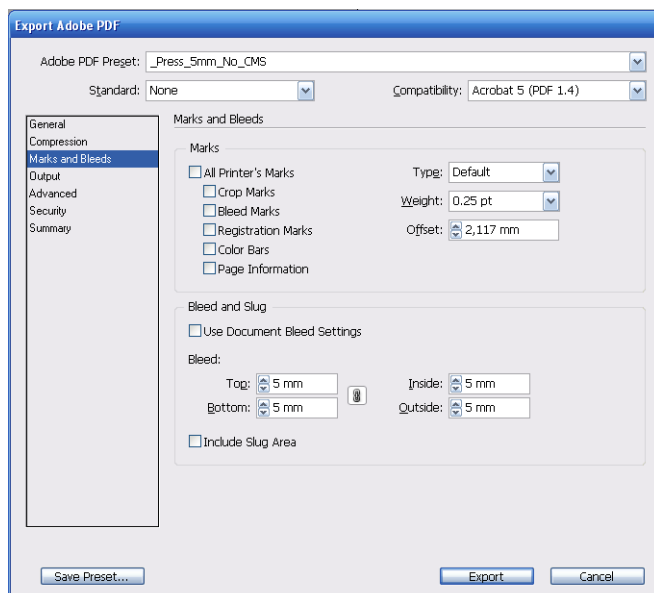 Export Adobe PDF
Adobe PDF Preset: _Press_5mm_No_CMS
Standard: None Compatibility: Acrobat 5 (PDF 1.4)
General
Compression
Marks and Bleeds
Output
Advanced
Security
Summary
Marks and Bleeds
Marks
All Printer's Marks
Crop Marks
Bleed Marks
Registration Marks
Color Bars
Page Information
Type: Default
Weight: 0.25 pt
Offset: 2,117 mm
Bleed and Slug
Use Document Bleed Settings
Bleed:
Top: 5 mm Inside: 5 mm
Bottom: 5 mm Outside: 5 mm
Include Slug Area
Save Preset... Export Cancel